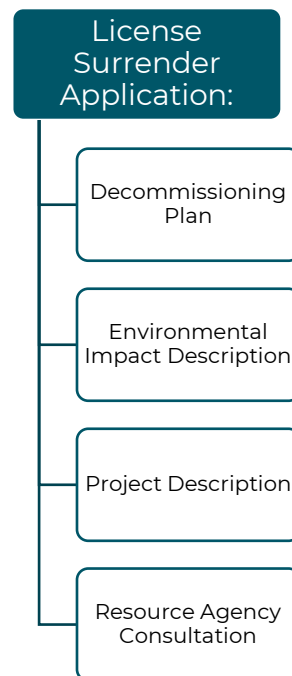 License
Surrender
Application:
Decommissioning
Plan
Environmental
Impact Description
Project Description
Resource Agency
Consultation